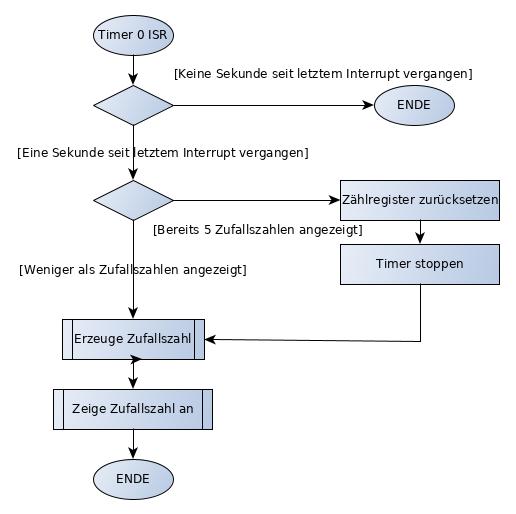 Timer 0 ISR
[Keine Sekunde seit letztem Interrupt vergangen]
ENDE
[Eine Sekunde seit letztem Interrupt vergangen]
Zählregister zurücksetzen
[Bereits 5 Zufallszahlen angezeigt]
Timer stoppen
[Weniger als Zufallszahlen angezeigt]
Erzeuge Zufallszahl
Zeige Zufallszahl an
ENDE